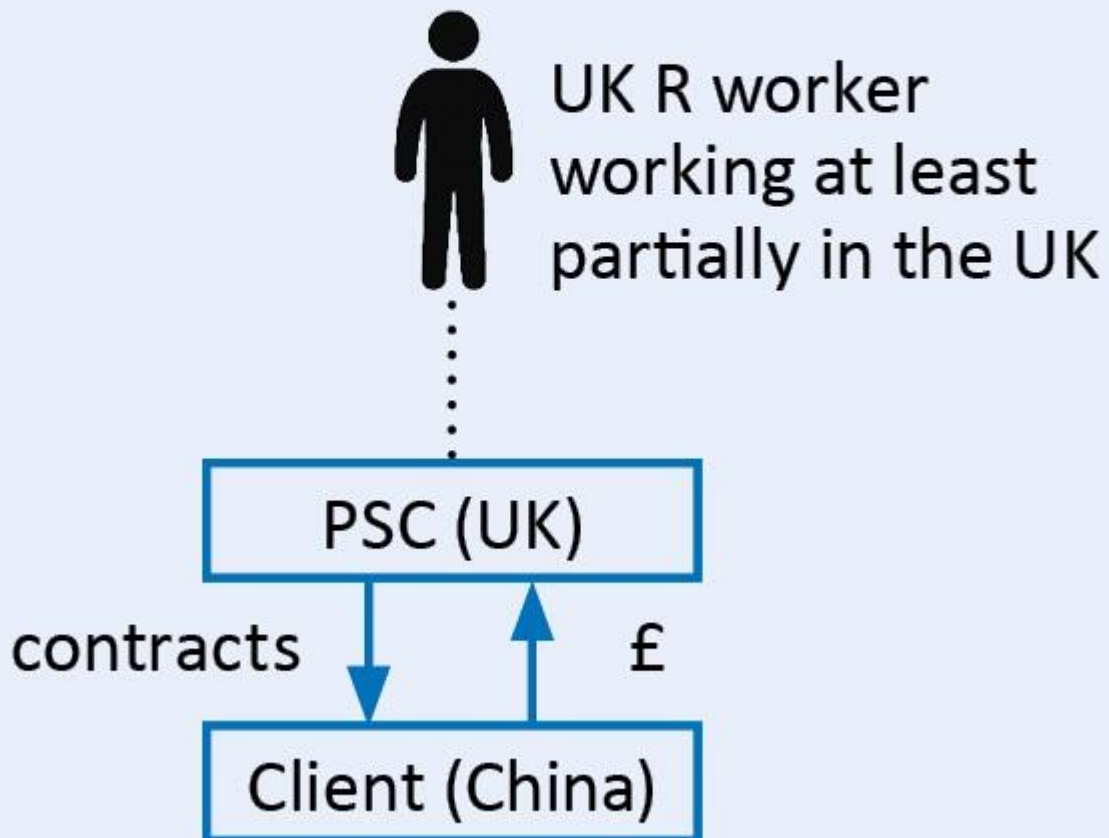 UK R worker
working at least
partially in the UK
PSC (UK)
contracts
£
Client (China)